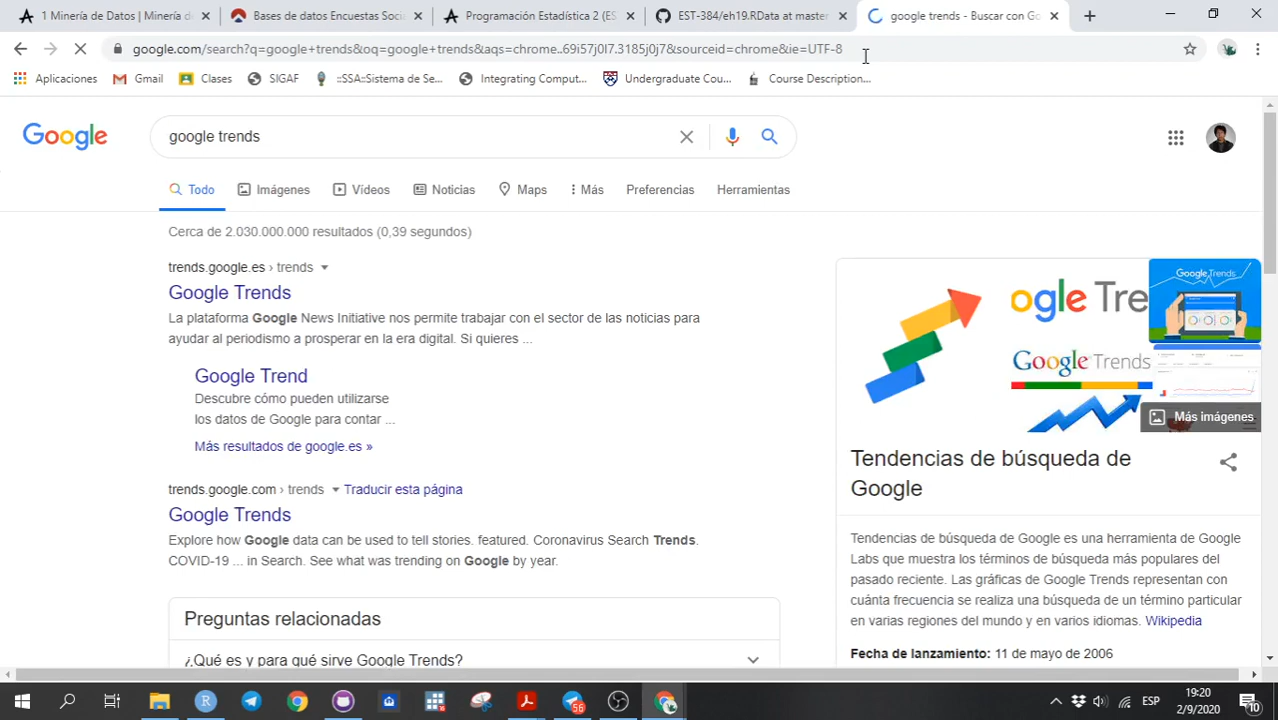 1 Minería de Datos | Minería de
Bases de datos Encuestas Soci
Programación Estadística 2 (ES
EST-384/eh19.RData at master
google trends - Buscar con Go
google.com/search?q=google+trends&oq=google+trends&aqs=chrome..69i57j0l7.3185j0j7&sourceid=chrome&ie=UTF-8
Aplicaciones
Gmail
Clases
SIGAF
::SSA::Sistema de Se...
Integrating Comput...
Undergraduate Cou...
Course Description...
Google
google trends
Todo
Imágenes
Vídeos
Noticias
Maps
Más
Preferencias
Herramientas
Cerca de 2.030.000.000 resultados (0,39 segundos)
trends.google.es › trends
Google Trends
La plataforma Google News Initiative nos permite trabajar con el sector de las noticias para
ayudar al periodismo a prosperar en la era digital. Si quieres ...
Google Trend
Descubre cómo pueden utilizarse
los datos de Google para contar ...
Más resultados de google.es »
trends.google.com › trends Traducir esta página
Google Trends
Explore how Google data can be used to tell stories. featured. Coronavirus Search Trends.
COVID-19 ... in Search. See what was trending on Google by year.
Preguntas relacionadas
¿Qué es y para qué sirve Google Trends?
ogle Tre
Google Trends
Google Trends
Más imágenes
Tendencias de búsqueda de
Google
Tendencias de búsqueda de Google es una herramienta de Google
Labs que muestra los términos de búsqueda más populares del
pasado reciente. Las gráficas de Google Trends representan con
cuánta frecuencia se realiza una búsqueda de un término particular
en varias regiones del mundo y en varios idiomas. Wikipedia
Fecha de lanzamiento: 11 de mayo de 2006
R
56
ESP
19:20
2/9/2020
10